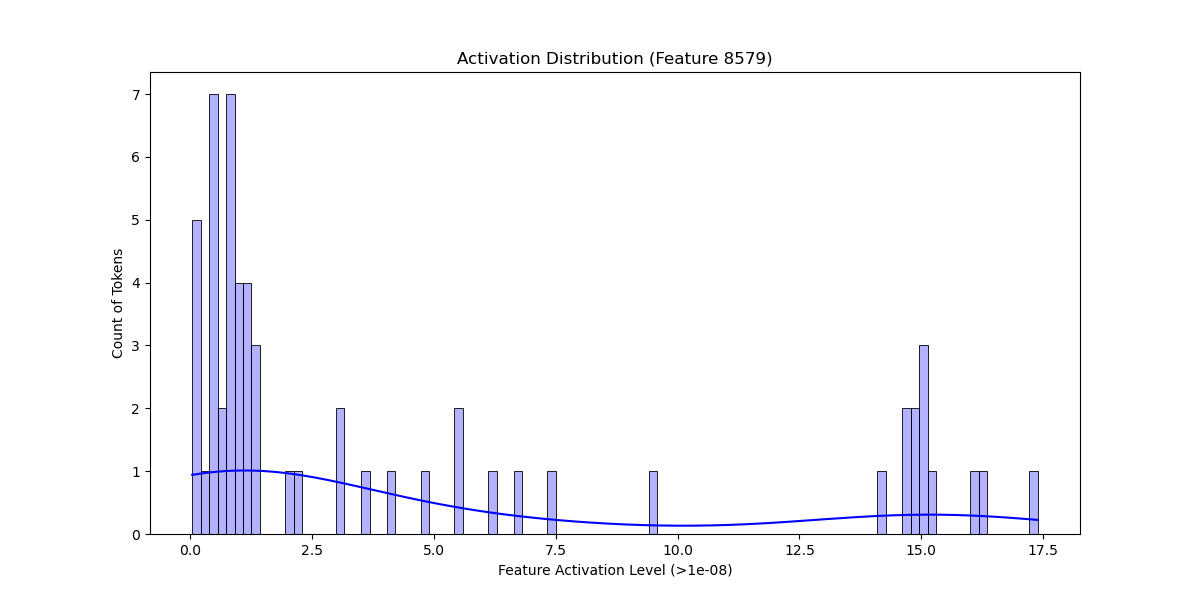 Activation Distribution (Feature 8579)
Count of Tokens
7
6
5
4
3
2
1
0
0.0 2.5 5.0 7.5 10.0 12.5 15.0 17.5
Feature Activation Level (>1e-08)